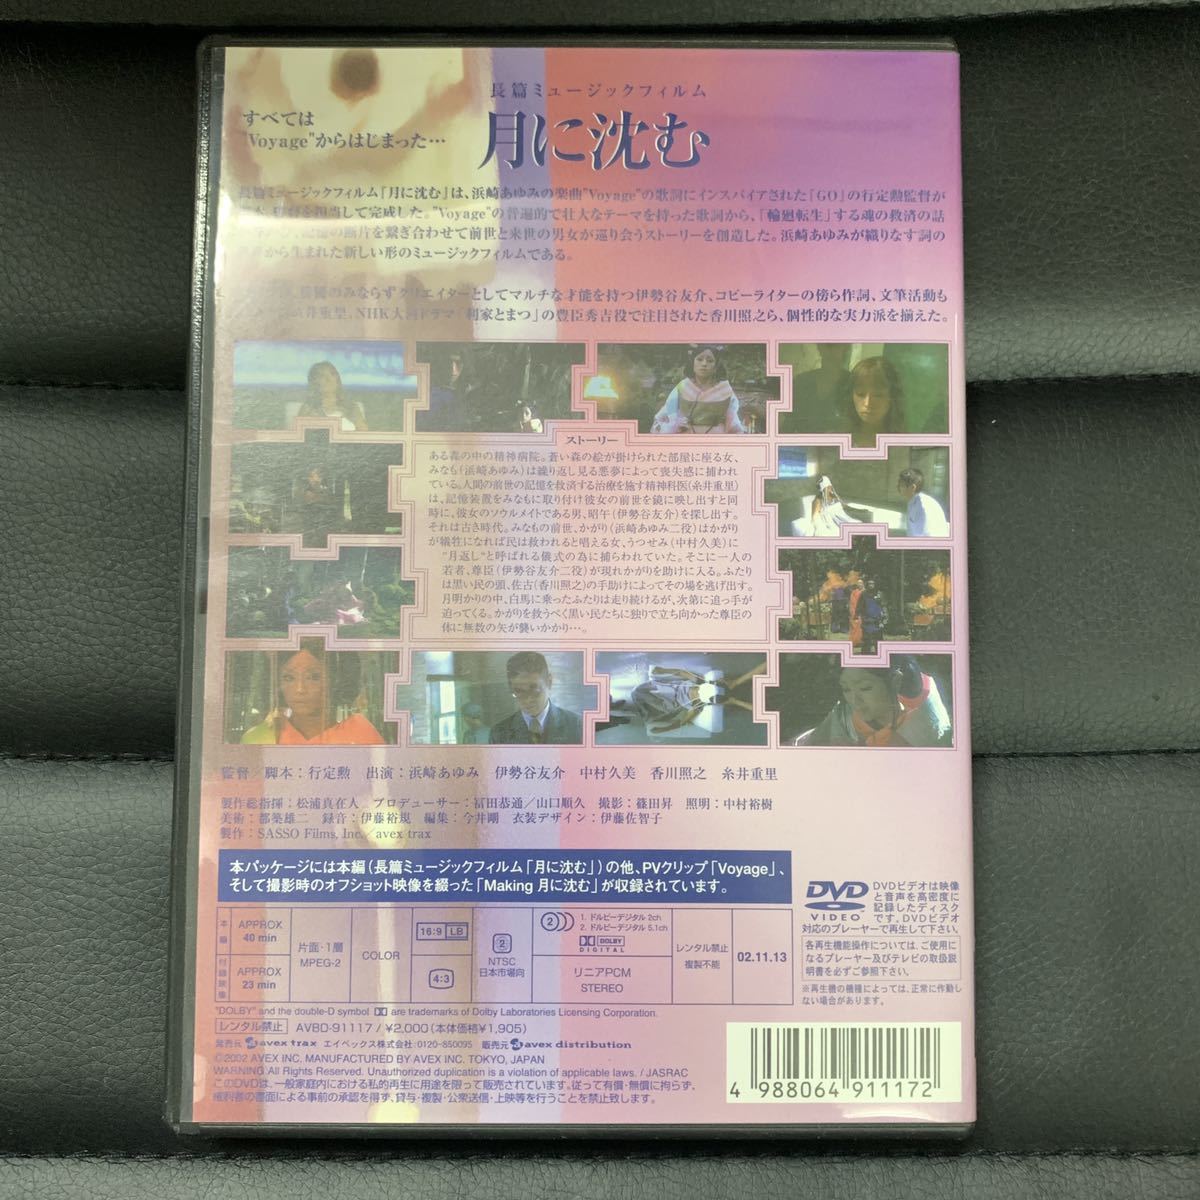 長篇ミュージックフィルム
すべては
"Voyage"からはじまった…
月に沈む
長篇ミュージックフィルム「月に沈む」は、浜崎あゆみの楽曲"Voyage"の歌詞にインスパイアされた「GO」の行定勲監督が
担当して完成した。"Voyage"の普遍的で壮大なテーマを持った歌詞から、「輪廻転生」する魂の救済の話
の断片を繋ぎ合わせて前世と来世の男女が巡り会うストーリーを創造した。浜崎あゆみが織りなす詞の
から生まれた新しい形のミュージックフィルムである。
のみならずクリエイターとしてマルチな才能を持つ伊勢谷友介、コピーライターの傍ら作詞、文筆活動も
井重里、NHK大河ドラマ「利家とまつ」の豊臣秀吉役で注目された香川照之ら、個性的な実力派を揃えた。
ストーリー
ある森の中の精神病院。蒼い森の絵が掛けられた部屋に座る女、
みなも(浜崎あゆみ)は繰り返し見る悪夢によって喪失感に捕われ
ている。人間の前世の記憶を救済する治療を施す精神科医(糸井重里)
は、記憶装置をみなもに取り付け彼女の前世を鏡に映し出すと同
時に、彼女のソウルメイトである男、昭午(伊勢谷友介)を探し出す。
それは古き時代。みなもの前世、かがり(浜崎あゆみ二役)はかがり
が犠牲になれば民は救われると唱える女、うつせみ(中村久美)に
"月返し"と呼ばれる儀式の為に捕らわれていた。そこに一人の
若者、尊臣(伊勢谷友介二役)が現れかがりを助けに入る。ふたり
は黒い民の頭、佐古(香川照之)の手助けによってその場を逃げ出す。
月明かりの中、白馬に乗ったふたりは走り続けるが、次第に追っ手が
迫ってくる。かがりを救うべく黒い民たちに独りで立ち向かった尊臣の
体に無数の矢が襲いかかり…。
監督/脚本:行定勲 出演:浜崎あゆみ 伊勢谷友介 中村久美 香川照之 糸井重里
製作総指揮:松浦真在人 プロデューサー:冨田恭通/山口順久 撮影:篠田昇 照明:中村裕樹
美術:都築雄二 録音:伊藤裕規 編集:今井剛 衣装デザイン:伊藤佐智子
製作:SASSO Films, Inc./avex trax
本パッケージには本編(長篇ミュージックフィルム「月に沈む」)の他、PVクリップ「Voyage」、
そして撮影時のオフショット映像を綴った「Making 月に沈む」が収録されています。
本編 APPROX 40 min
付録映像 APPROX 23 min
片面・1層 MPEG-2
COLOR
16:9 LB
4:3
2 NTSC 日本市場向
2 1. ドルビーデジタル 2ch
2. ドルビーデジタル 5.1ch
DOLBY DIGITAL
リニアPCM STEREO
レンタル禁止 複製不能
02.11.13
DVD VIDEO
DVDビデオは映像
と音声を高密度に
記録したディスク
です。DVDビデオ
対応のプレーヤーで再生して下さい。
各再生機能操作については、ご使用に
なるプレーヤー及びテレビの取扱説
明書を必ずご参照下さい。
※再生機の機種によっては、正常に作動し
ない場合があります。
"DOLBY" and the double-D symbol are trademarks of Dolby Laboratories Licensing Corporation.
レンタル禁止 AVBD-91117/¥2,000(本体価格¥1,905)
発売元 avex trax エイベックス株式会社:0120-850095 販売元 avex distribution
©2002 AVEX INC. MANUFACTURED BY AVEX INC. TOKYO, JAPAN
WARNING:All Rights Reserved. Unauthorized duplication is a violation of applicable laws. / JASRAC
このDVDは、一般家庭内における私的再生に用途を限って販売されています。従って有償・無償に拘らず、
権利者の書面による事前の承認を得ず、貸与・複製・公衆送信・上映等を行うことを禁止致します。
4 988064 911172